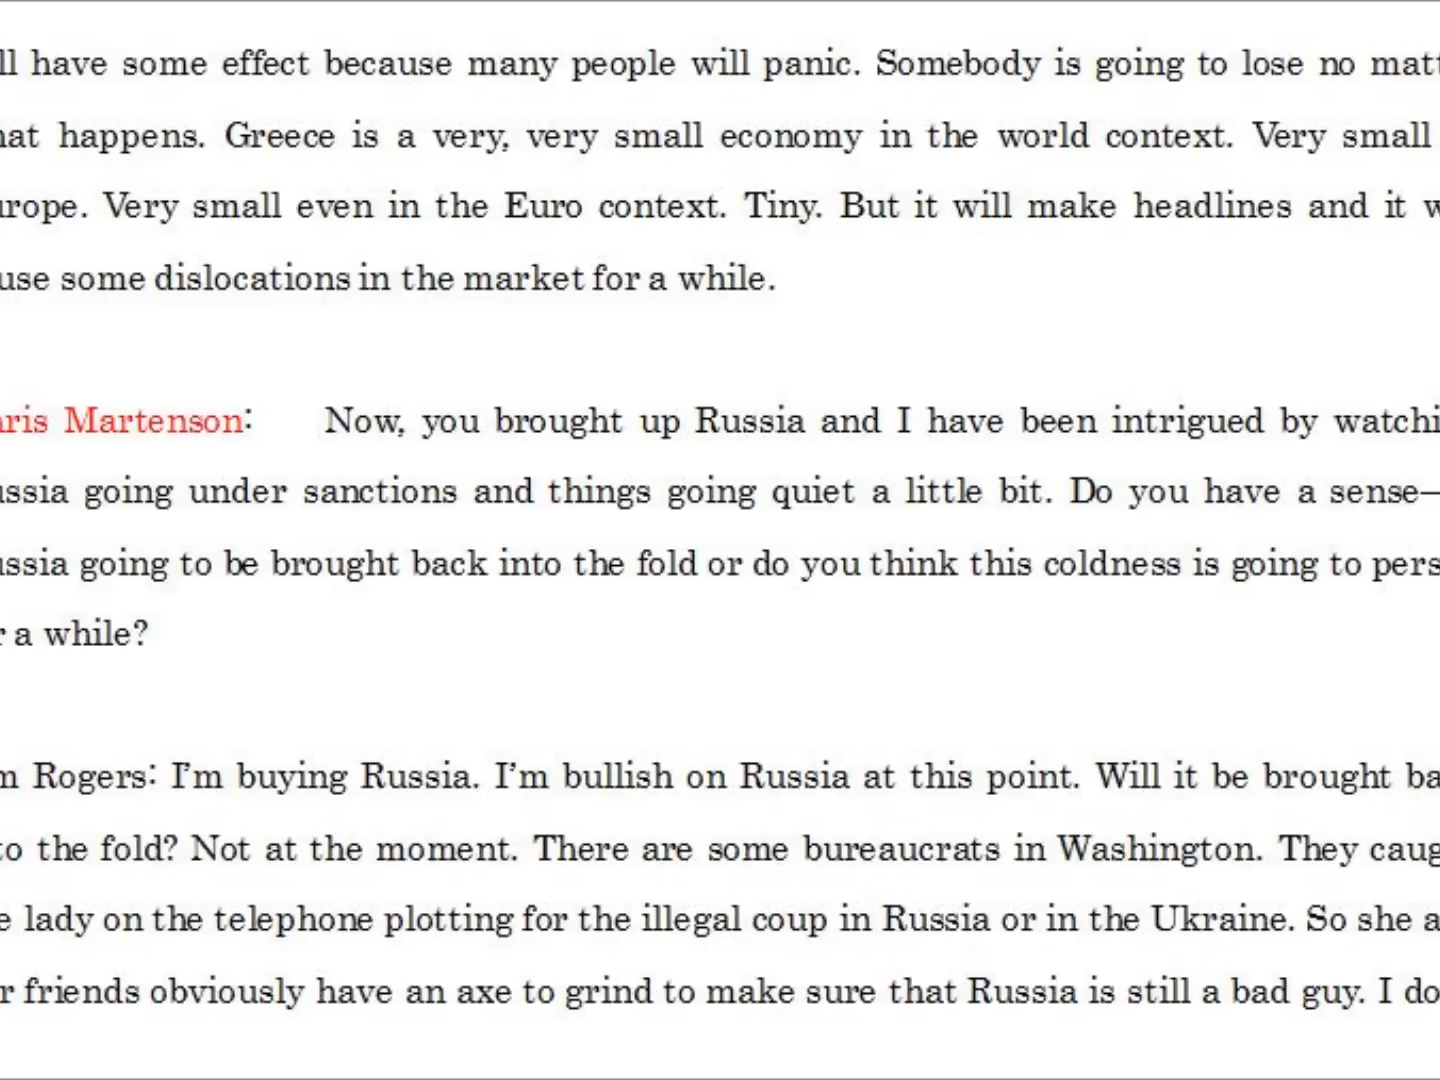 ll have some effect because many people will panic. Somebody is going to lose no matt
hat happens. Greece is a very, very small economy in the world context. Very small
urope. Very small even in the Euro context. Tiny. But it will make headlines and it w
use some dislocations in the market for a while.
hris Martenson: Now, you brought up Russia and I have been intrigued by watchi
ussia going under sanctions and things going quiet a little bit. Do you have a sense—
ussia going to be brought back into the fold or do you think this coldness is going to pers
r a while?
m Rogers: I'm buying Russia. I'm bullish on Russia at this point. Will it be brought ba
to the fold? Not at the moment. There are some bureaucrats in Washington. They caug
e lady on the telephone plotting for the illegal coup in Russia or in the Ukraine. So she a
r friends obviously have an axe to grind to make sure that Russia is still a bad guy. I do